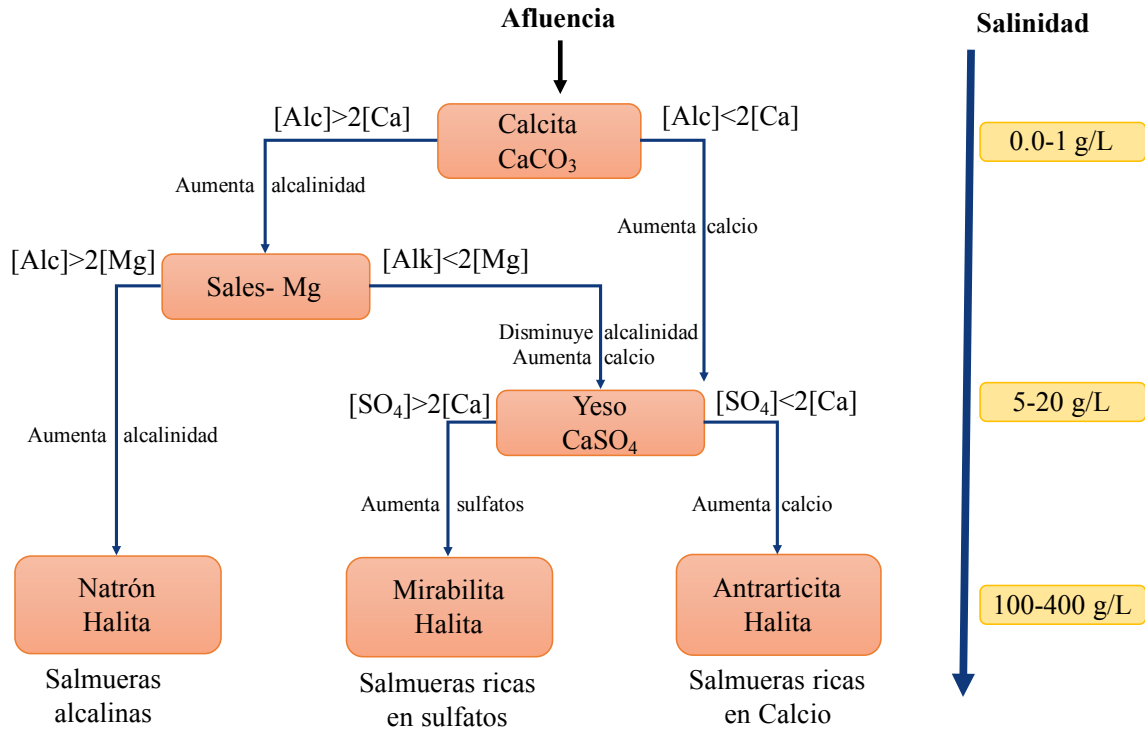 Afluencia
Salinidad
[Alc]>2[Ca]
Calcita
CaCO₃
[Alc]<2[Ca]
0.0-1 g/L
Aumenta alcalinidad
Aumenta calcio
[Alc]>2[Mg]
Sales- Mg
[Alk]<2[Mg]
Disminuye alcalinidad
Aumenta calcio
[SO₄]>2[Ca]
Yeso
CaSO₄
[SO₄]<2[Ca]
5-20 g/L
Aumenta alcalinidad
Aumenta sulfatos
Aumenta calcio
Natrón
Halita
Mirabilita
Halita
Antrarticita
Halita
100-400 g/L
Salmueras
alcalinas
Salmueras ricas
en sulfatos
Salmueras ricas
en Calcio